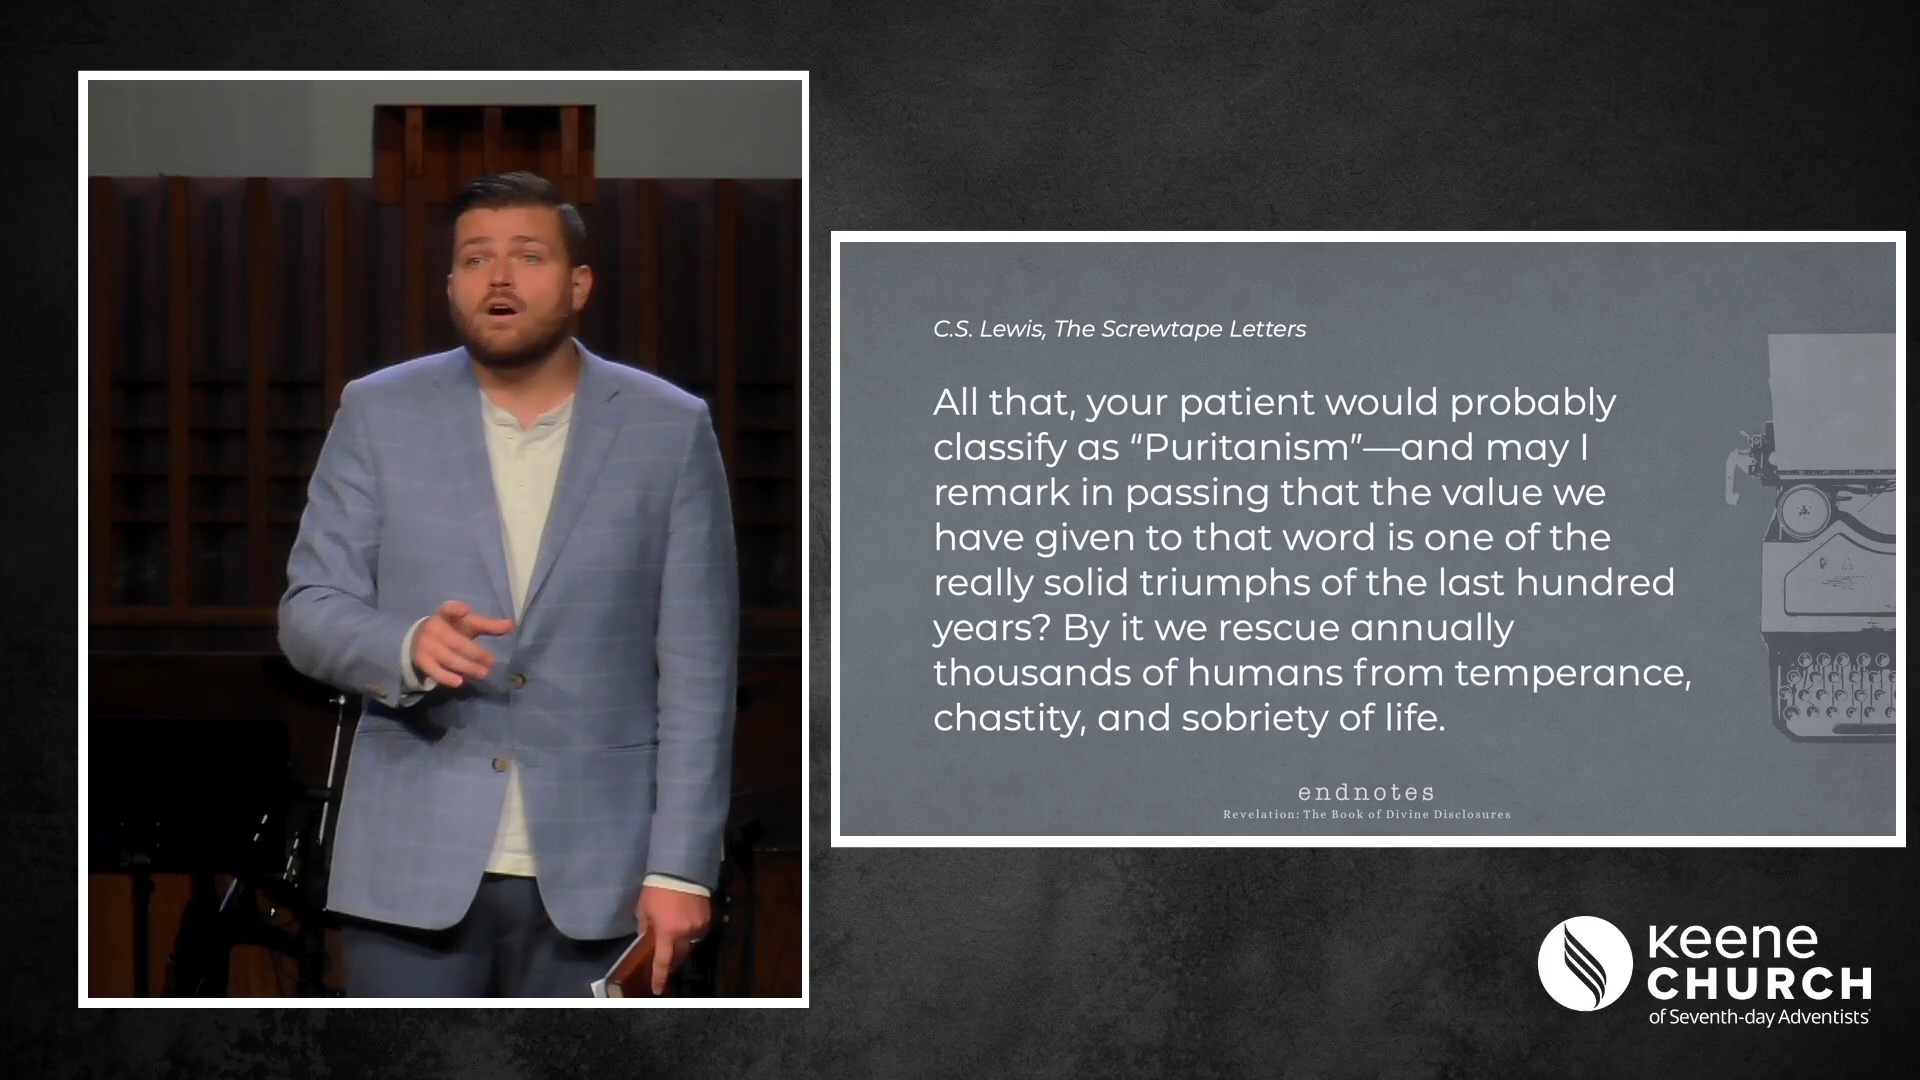 C.S. Lewis, The Screwtape Letters
All that, your patient would probably
classify as “Puritanism”—and may I
remark in passing that the value we
have given to that word is one of the
really solid triumphs of the last hundred
years? By it we rescue annually
thousands of humans from temperance,
chastity, and sobriety of life.
endnotes
Revelation: The Book of Divine Disclosures
Keene
CHURCH
of Seventh-day Adventists